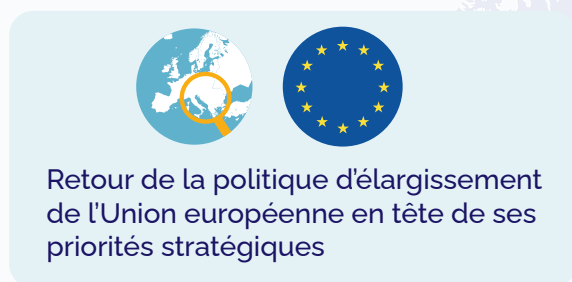 Retour de la politique d’élargissement
de l’Union européenne en tête de ses
priorités stratégiques